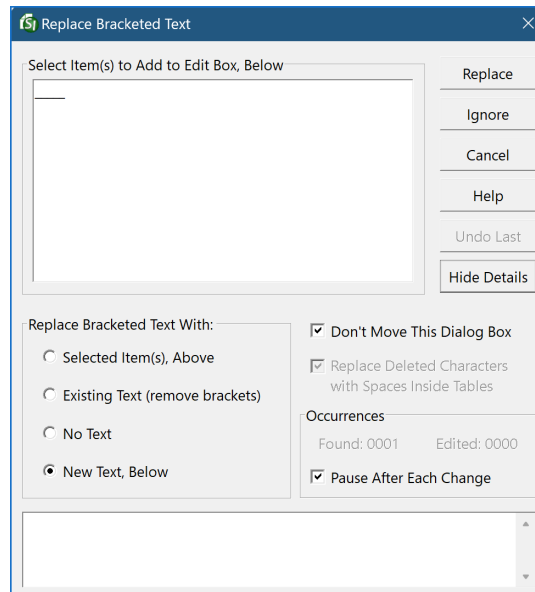 Replace Bracketed Text
Select Item(s) to Add to Edit Box, Below
____
Replace
Ignore
Cancel
Help
Undo Last
Hide Details
Replace Bracketed Text With:
Selected Item(s), Above
Existing Text (remove brackets)
No Text
New Text, Below
Don't Move This Dialog Box
Replace Deleted Characters
with Spaces Inside Tables
Occurrences
Found: 0001 Edited: 0000
Pause After Each Change